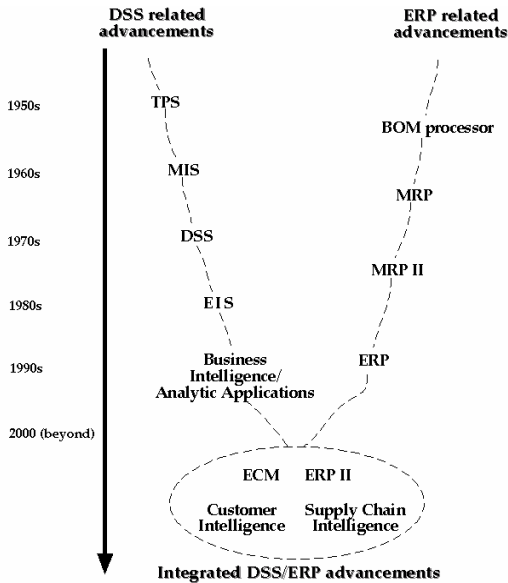 DSS related
advancements
ERP related
advancements
1950s
TPS
BOM processor
1960s
MIS
MRP
1970s
DSS
MRP II
1980s
EIS
1990s
Business
Intelligence/
Analytic Applications
ERP
2000 (beyond)
ECM
ERP II
Customer
Intelligence
Supply Chain
Intelligence
Integrated DSS/ERP advancements